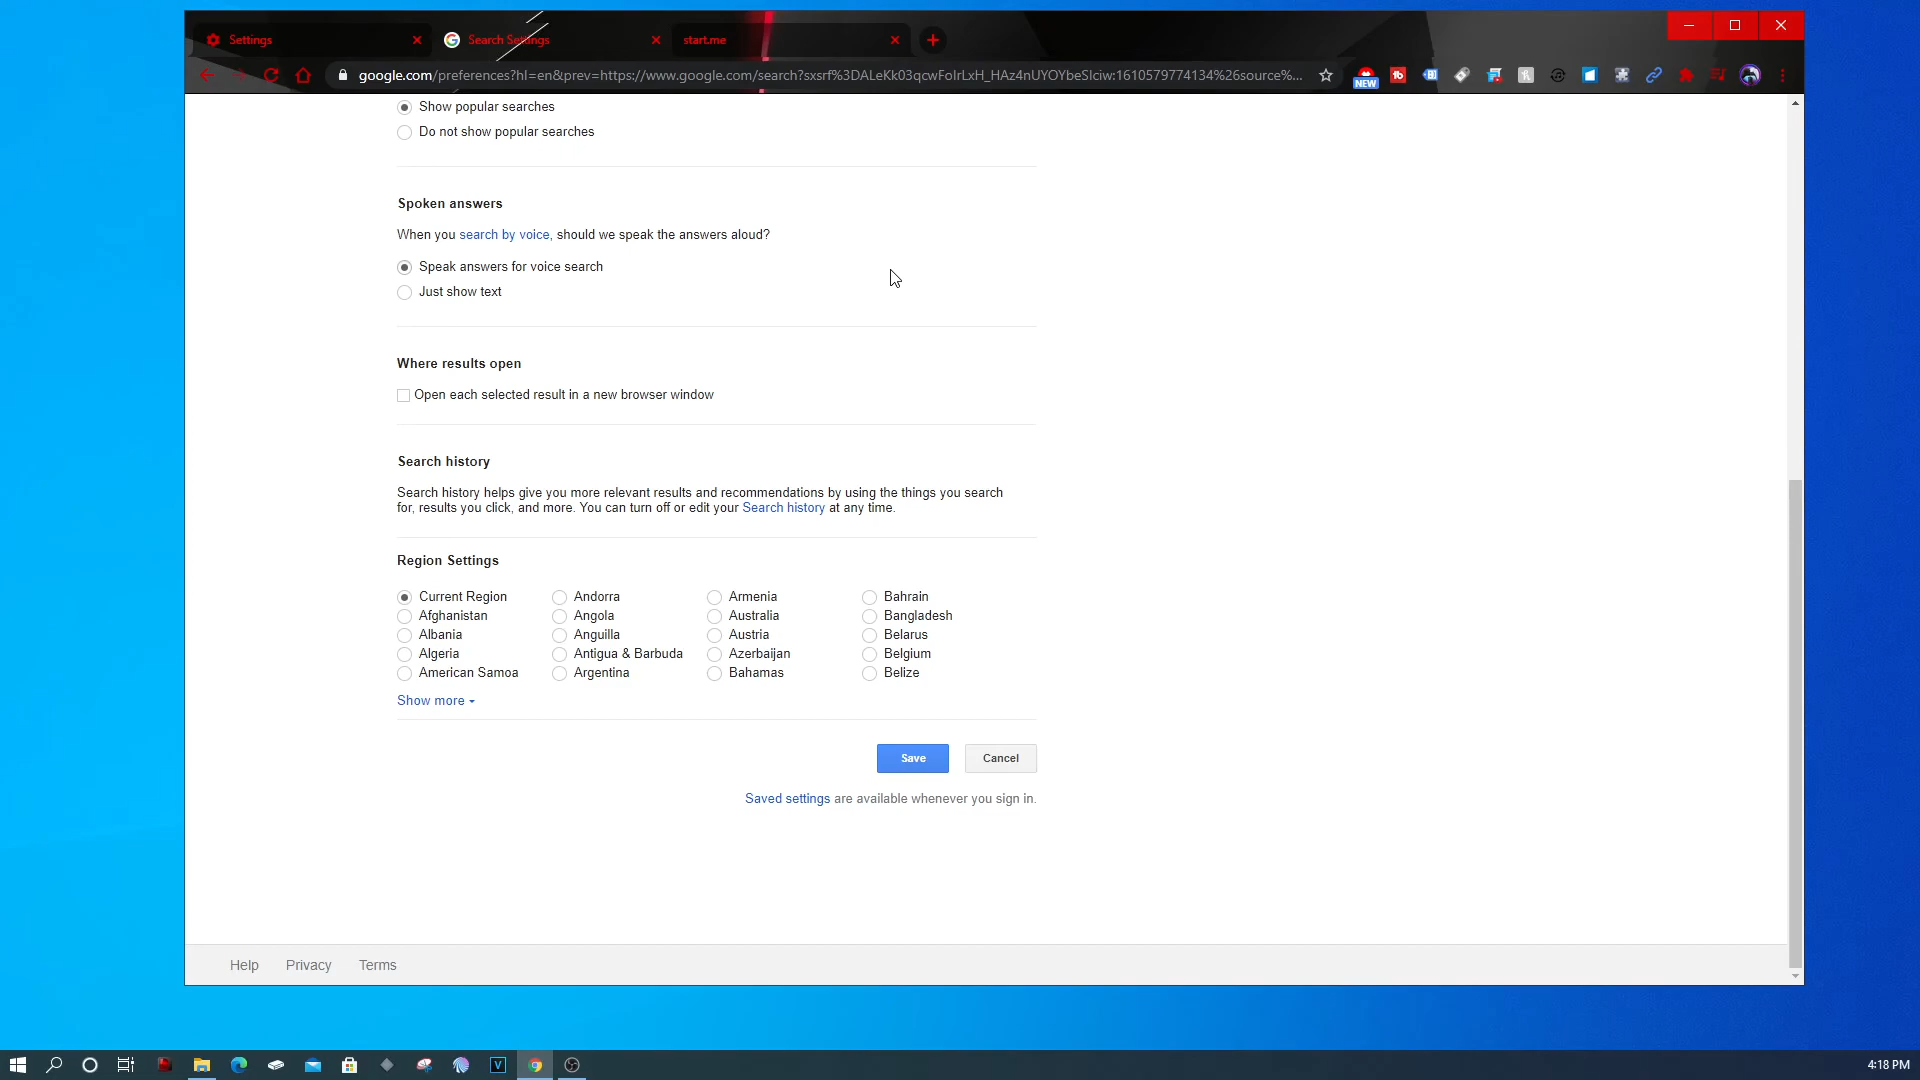 Settings
Search Settings
start.me
google.com/preferences?hl=en&prev=https://www.google.com/search?sxsrf%3DALeKk03qcwFoIrLxH_HAz4nUYOYbeSlciw:1610579774134%26source%...
NEW
Show popular searches
Do not show popular searches
Spoken answers
When you search by voice, should we speak the answers aloud?
Speak answers for voice search
Just show text
Where results open
Open each selected result in a new browser window
Search history
Search history helps give you more relevant results and recommendations by using the things you search
for, results you click, and more. You can turn off or edit your Search history at any time.
Region Settings
Current Region Andorra Armenia Bahrain
Afghanistan Angola Australia Bangladesh
Albania Anguilla Austria Belarus
Algeria Antigua & Barbuda Azerbaijan Belgium
American Samoa Argentina Bahamas Belize
Show more
Save Cancel
Saved settings are available whenever you sign in.
Help Privacy Terms
V
4:18 PM